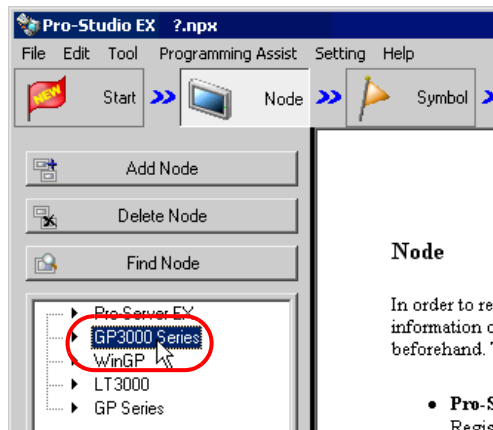 Pro-Studio EX ?.npx
File Edit Tool Programming Assist Setting Help
NEW Start Node Symbol
Add Node
Delete Node
Find Node
Pro-Server EX
GP3000 Series
WinGP
LT3000
GP Series
Node
In order to re
information o
beforehand. T
• Pro-S
Regis